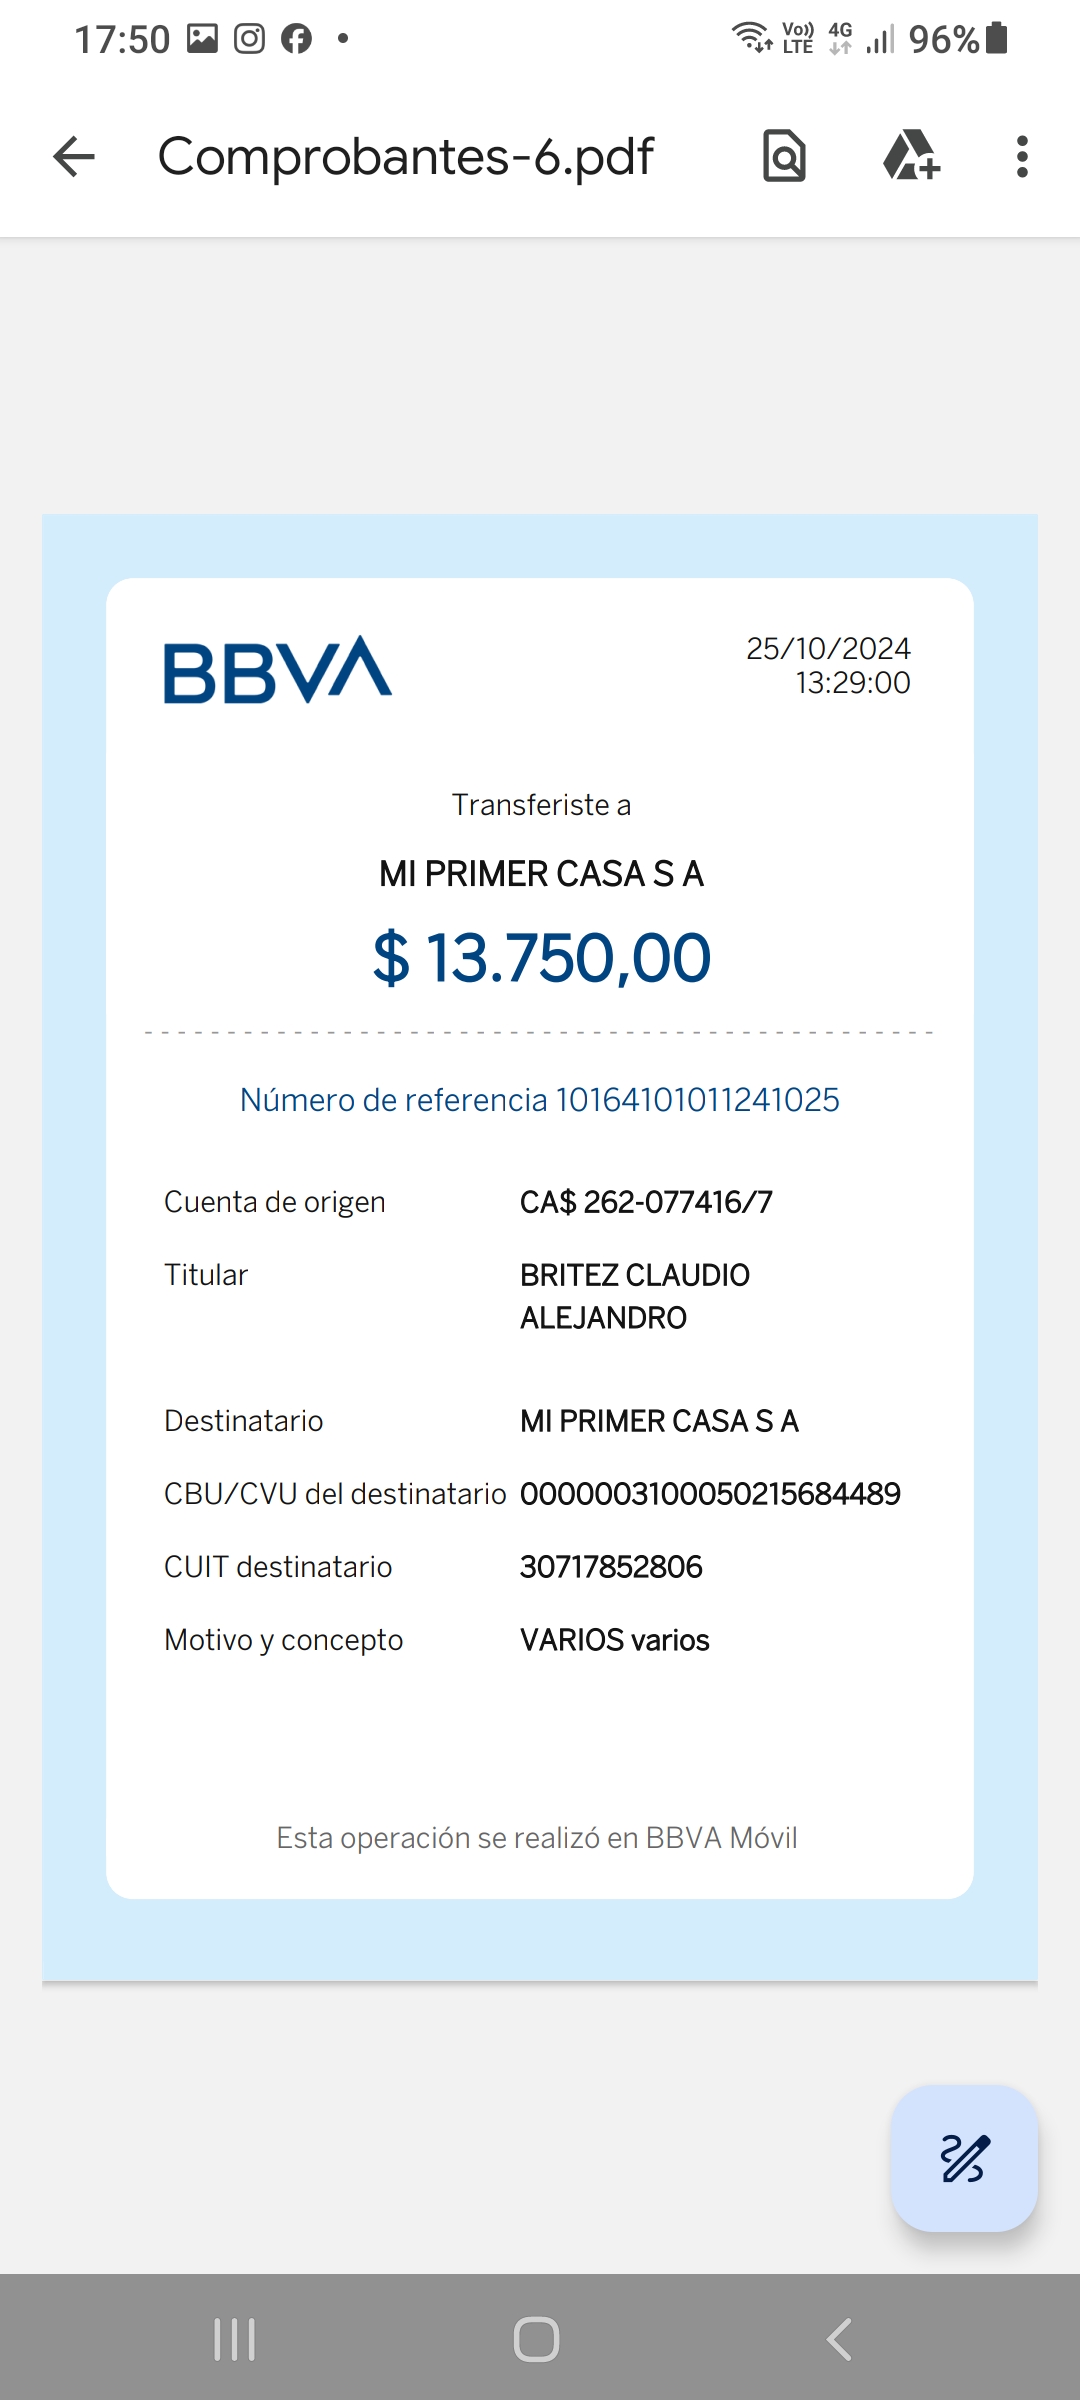 17:50 Vo)) LTE 4G 96%
Comprobantes-6.pdf
BBVA
25/10/2024
13:29:00
Transferiste a
MI PRIMER CASA S A
$ 13.750,00
Número de referencia 10164101011241025
Cuenta de origen CA$ 262-077416/7
Titular BRITEZ CLAUDIO
ALEJANDRO
Destinatario MI PRIMER CASA S A
CBU/CVU del destinatario 0000003100050215684489
CUIT destinatario 30717852806
Motivo y concepto VARIOS varios
Esta operación se realizó en BBVA Móvil